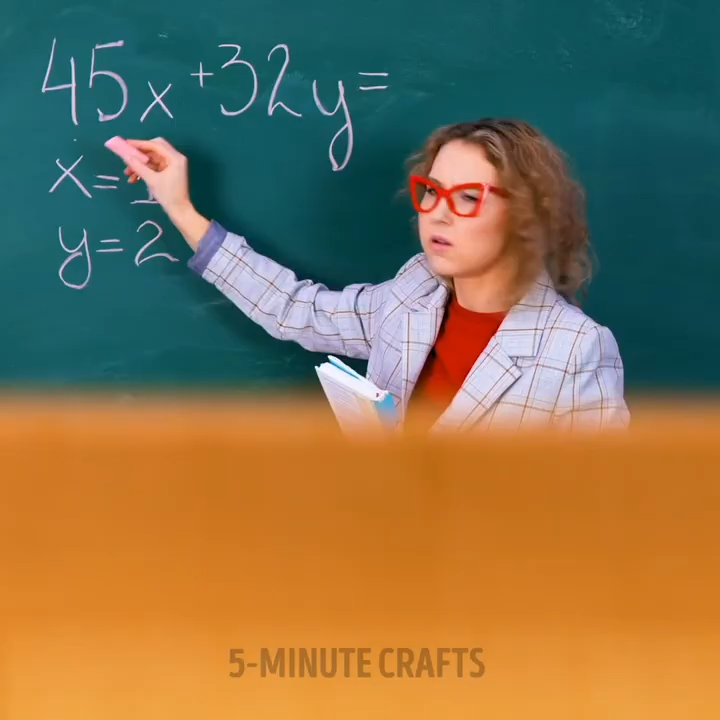 45x+32y=
x=
y=2
5-MINUTE CRAFTS